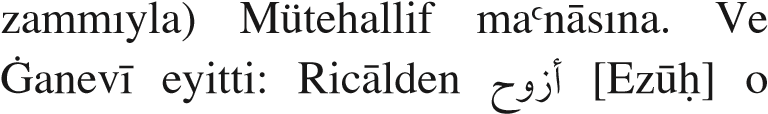 zammıyla) Mütehallif maʿnāsına. Ve
Ġanevī eyitti: Ricālden أزوح [Ezūḥ] o